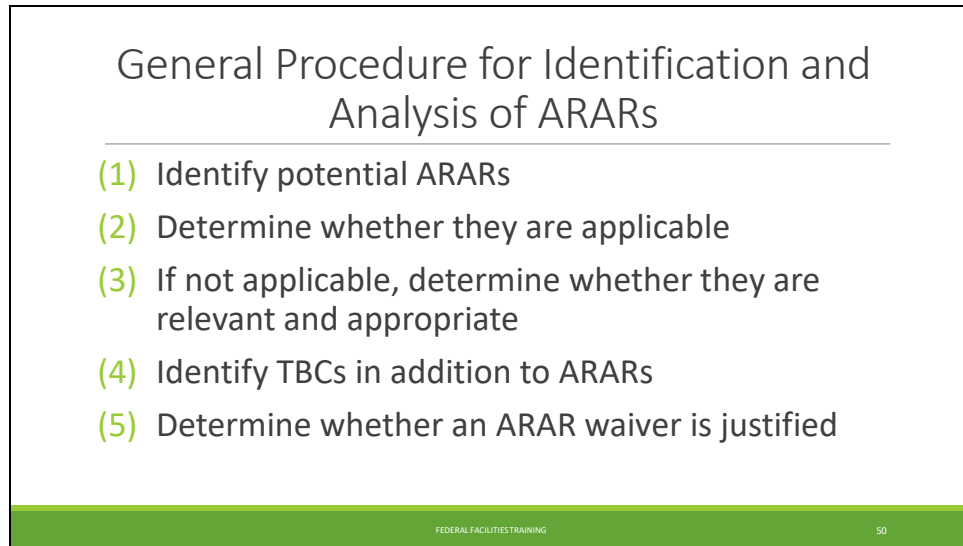 General Procedure for Identification and
Analysis of ARARs
(1) Identify potential ARARs
(2) Determine whether they are applicable
(3) If not applicable, determine whether they are
relevant and appropriate
(4) Identify TBCs in addition to ARARs
(5) Determine whether an ARAR waiver is justified
FEDERAL FACILITIES TRAINING 50